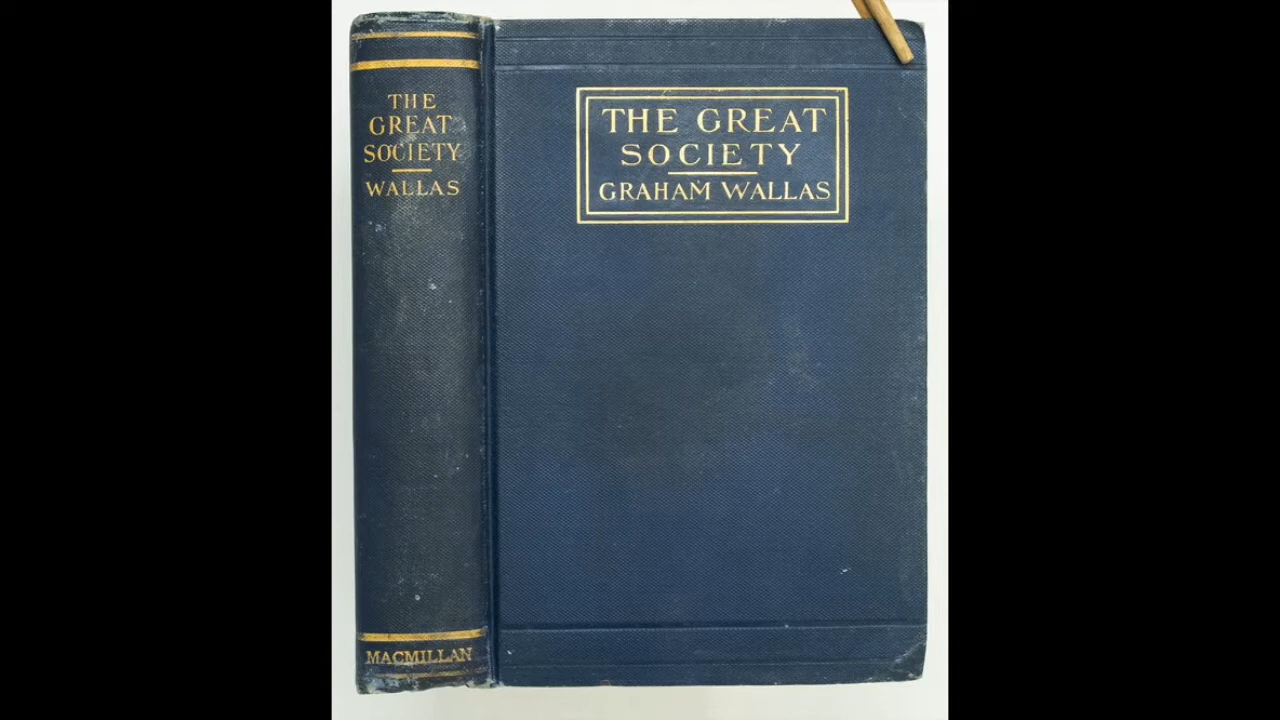 THE
GREAT
SOCIETY
WALLAS
MACMILLAN
THE GREAT
SOCIETY
GRAHAM WALLAS